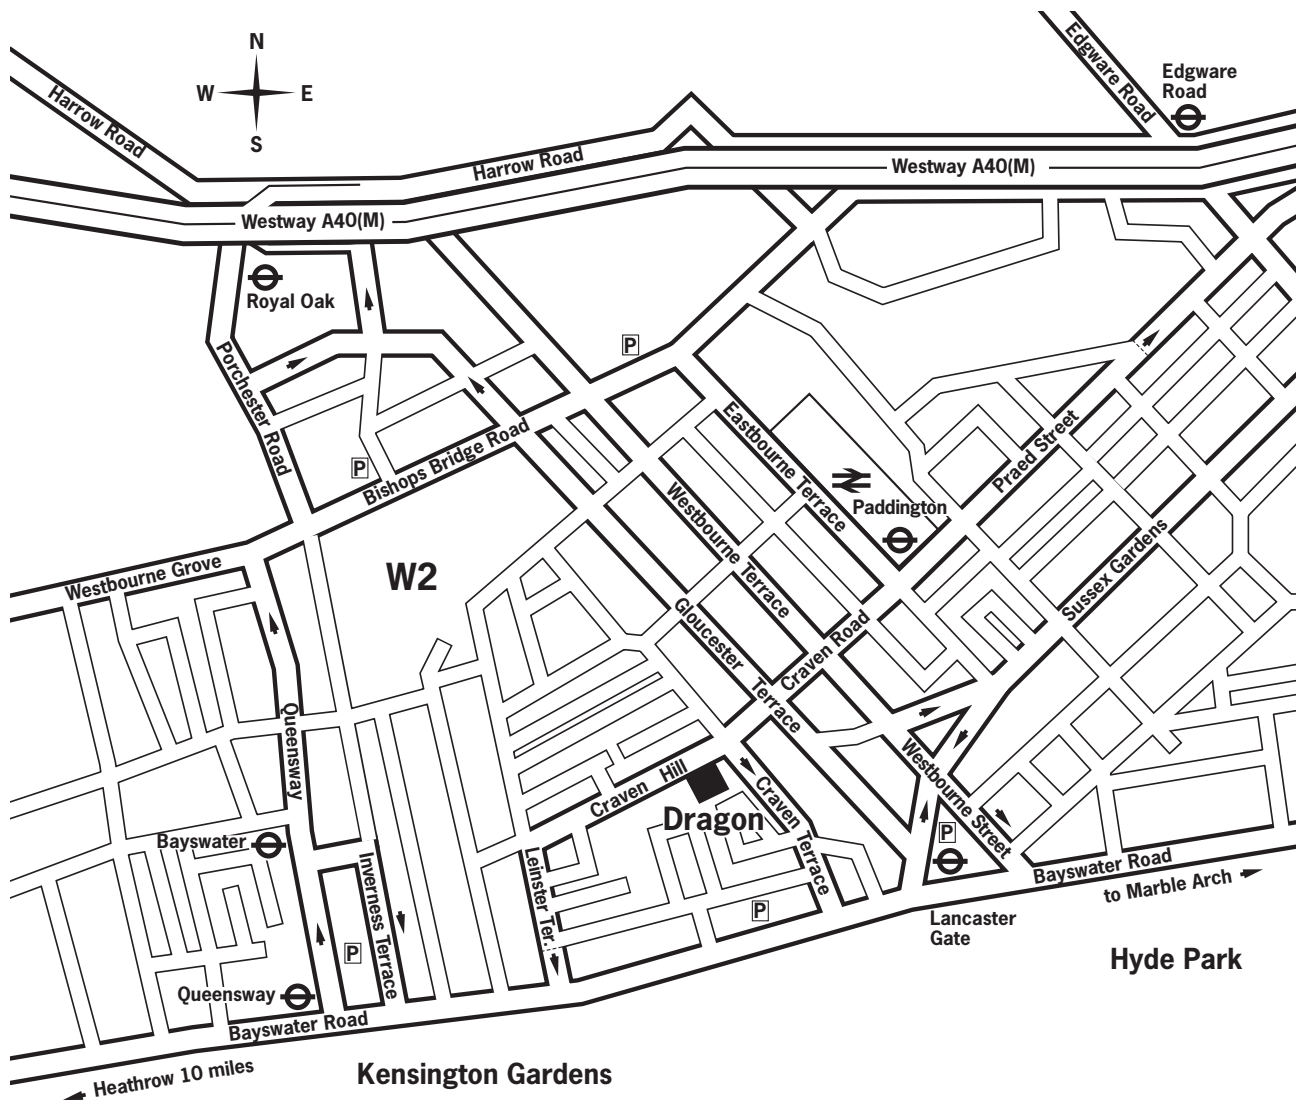 N
W
E
S
Edgware Road
Edgware
Road
Harrow Road
Harrow Road
Westway A40(M)
Westway A40(M)
Royal Oak
P
Porchester Road
P
Bishops Bridge Road
Eastbourne Terrace
Praed Street
Paddington
Westbourne Terrace
Sussex Gardens
Westbourne Grove
W2
Gloucester Terrace
Craven Road
Queensway
Westbourne Street
Craven Hill
Dragon
Craven Terrace
P
Bayswater
Inverness Terrace
Leinster Ter.
Bayswater Road
to Marble Arch
P
Lancaster
Gate
P
Hyde Park
Queensway
Bayswater Road
Heathrow 10 miles
Kensington Gardens